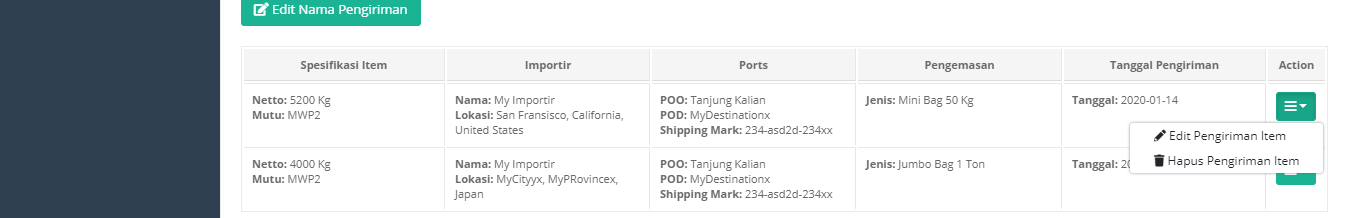 Edit Nama Pengiriman
Spesifikasi Item Importir Ports Pengemasan Tanggal Pengiriman Action
Netto: 5200 Kg
Mutu: MWP2
Nama: My Importir
Lokasi: San Fransisco, California,
United States
POO: Tanjung Kalian
POD: MyDestinationx
Shipping Mark: 234-asd2d-234xx
Jenis: Mini Bag 50 Kg
Tanggal: 2020-01-14
Edit Pengiriman Item
Hapus Pengiriman Item
Netto: 4000 Kg
Mutu: MWP2
Nama: My Importir
Lokasi: MyCityyx, MyPRovincex,
Japan
POO: Tanjung Kalian
POD: MyDestinationx
Shipping Mark: 234-asd2d-234xx
Jenis: Jumbo Bag 1 Ton
Tanggal: